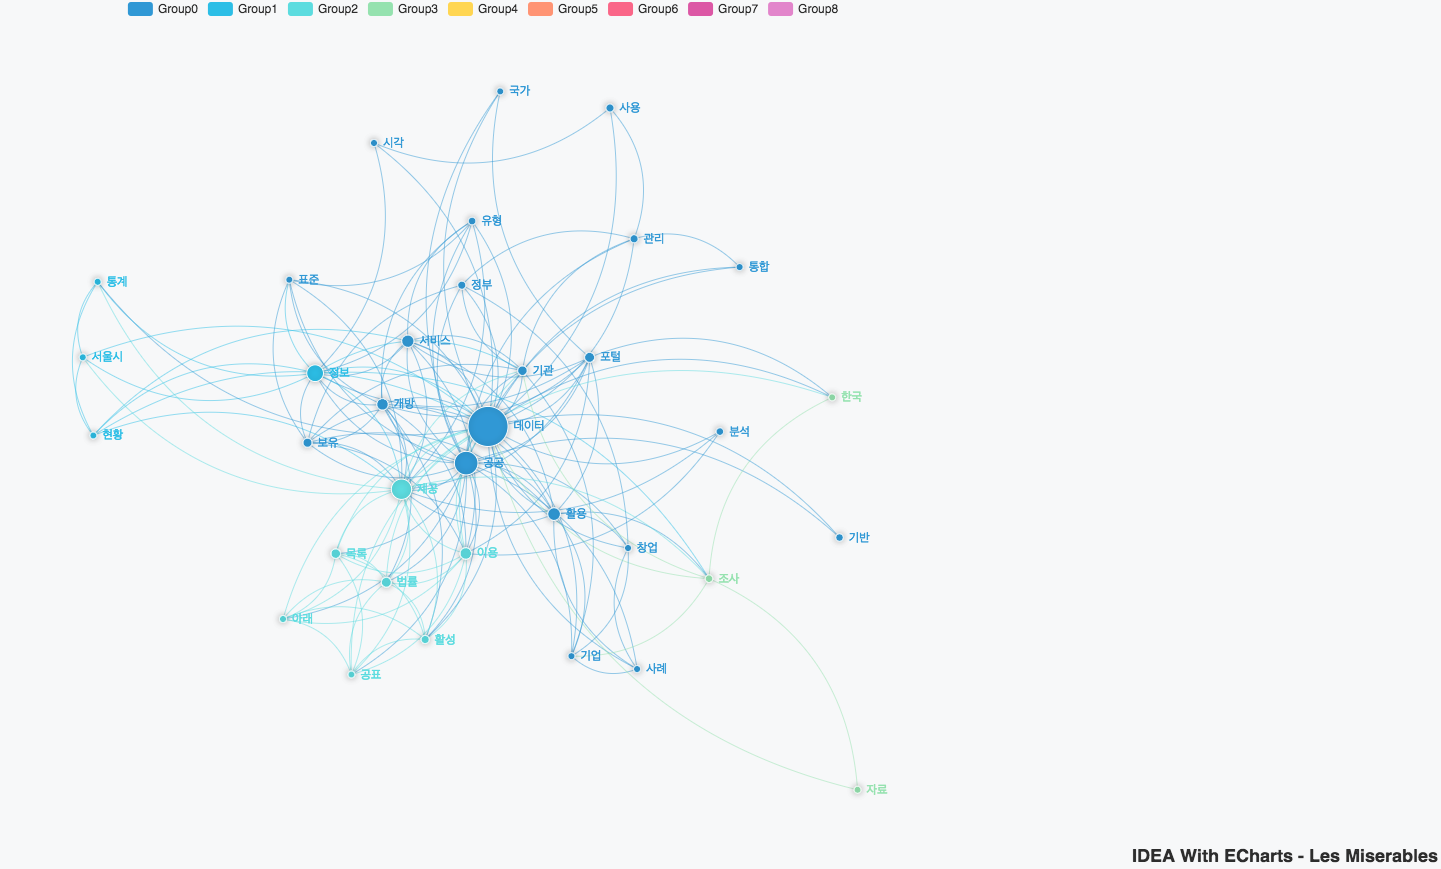 Group0 Group1 Group2 Group3 Group4 Group5 Group6 Group7 Group8
국가
사용
시각
유형
관리
통합
표준
통계
정부
서비스
서울시
포털
정보
기관
한국
개방
데이터
분석
현황
보유
공공
제공
활용
기반
창업
목록
이용
조사
법률
아래
활성
기업
사례
공표
자료
IDEA With ECharts - Les Miserables